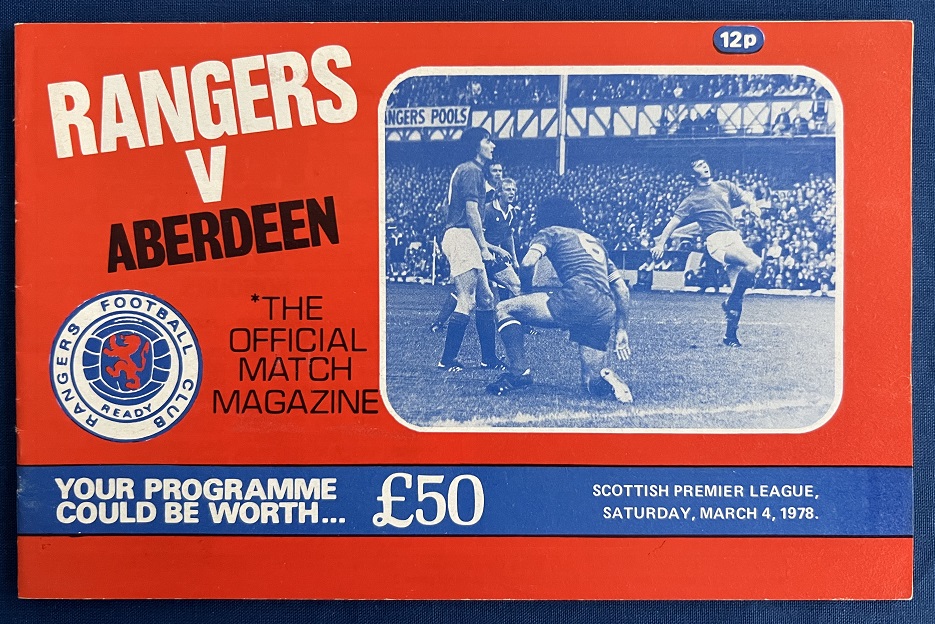 12p
RANGERS
V
ABERDEEN
NGERS POOLS
5
*THE
OFFICIAL
MATCH
MAGAZINE
RANGERS FOOTBALL CLUB
READY
YOUR PROGRAMME
COULD BE WORTH... £50
SCOTTISH PREMIER LEAGUE,
SATURDAY, MARCH 4, 1978.